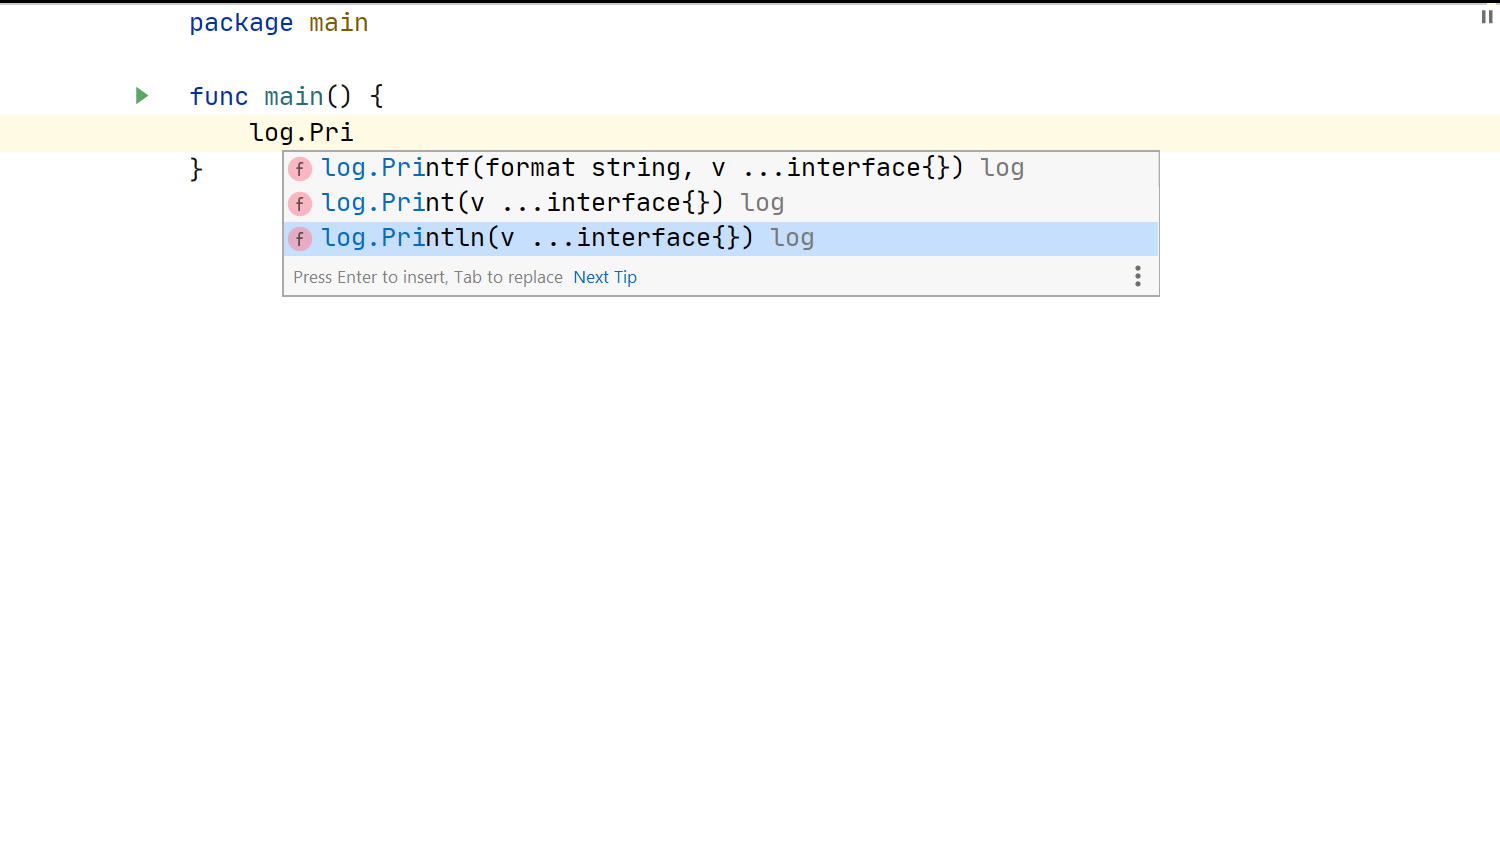 package main
func main() {
log.Pri
}
f log.Printf(format string, v ...interface{}) log
f log.Print(v ...interface{}) log
f log.Println(v ...interface{}) log
Press Enter to insert, Tab to replace Next Tip